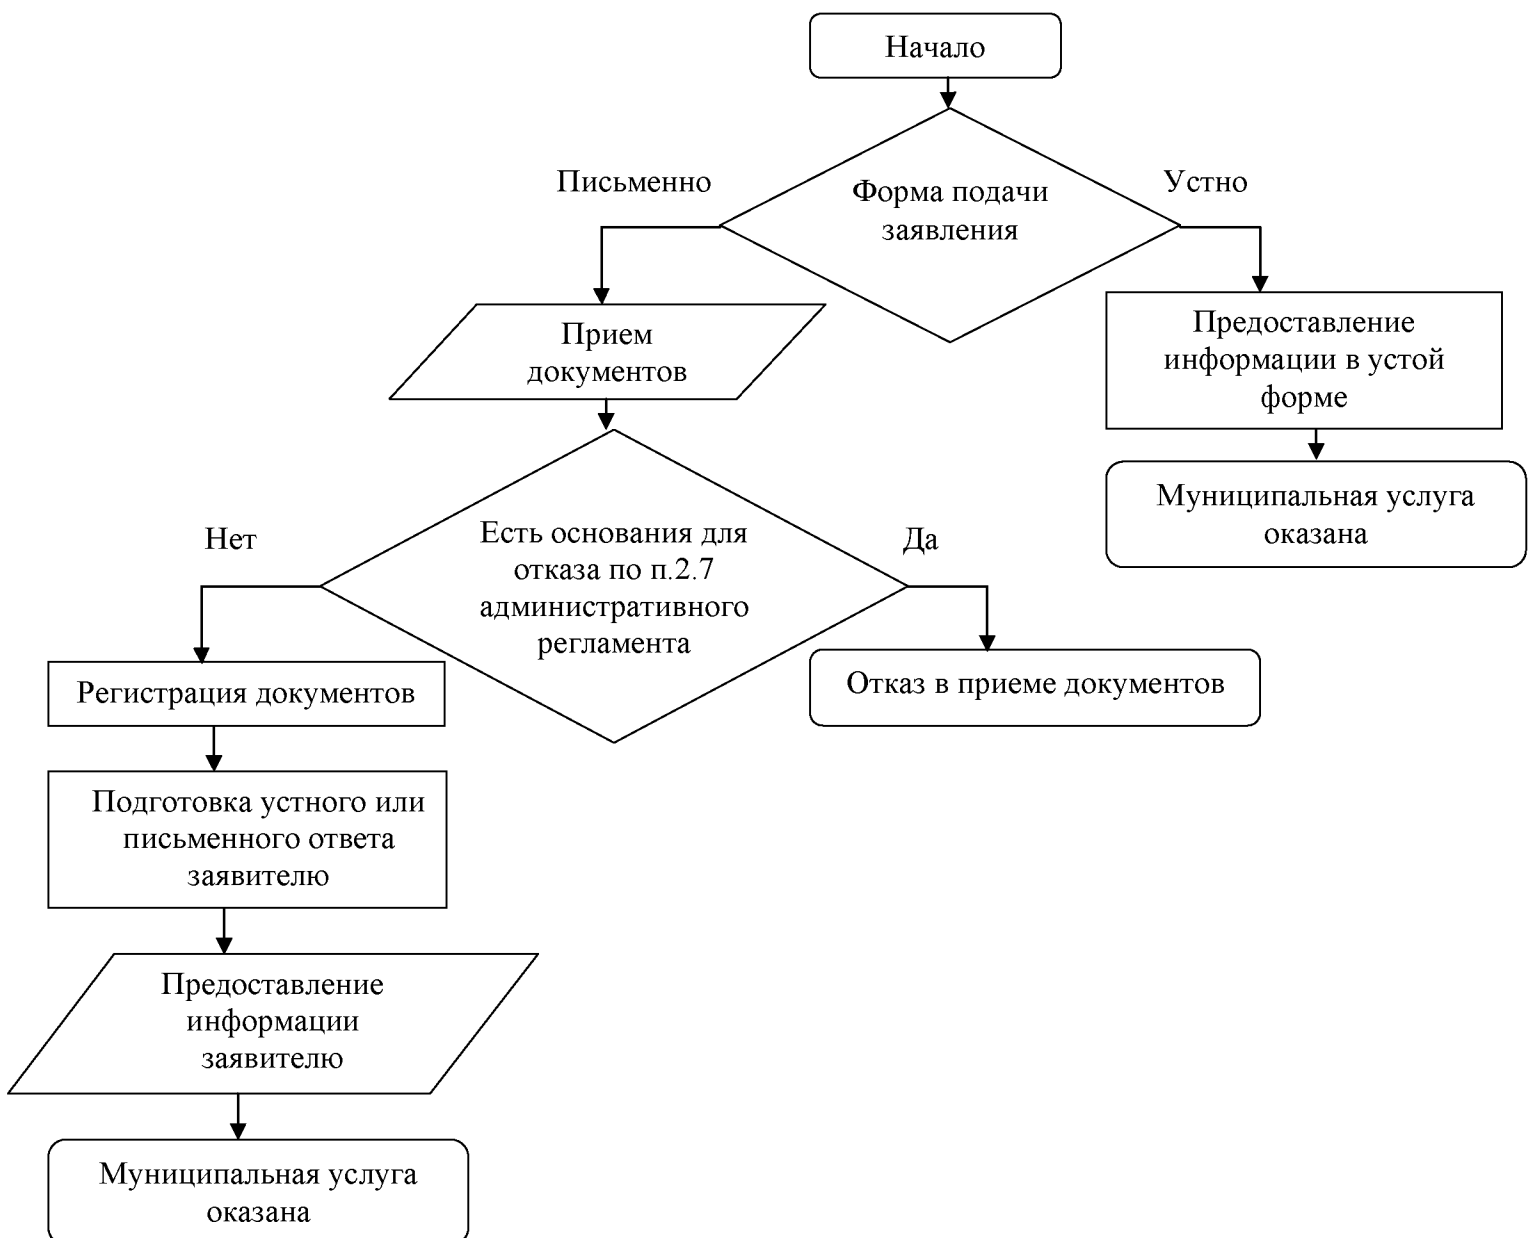 Начало
Письменно
Форма подачи
заявления
Устно
Прием
документов
Предоставление
информации в устой
форме
Муниципальная услуга
оказана
Нет
Есть основания для
отказа по п.2.7
административного
регламента
Да
Регистрация документов
Отказ в приеме документов
Подготовка устного или
письменного ответа
заявителю
Предоставление
информации
заявителю
Муниципальная услуга
оказана